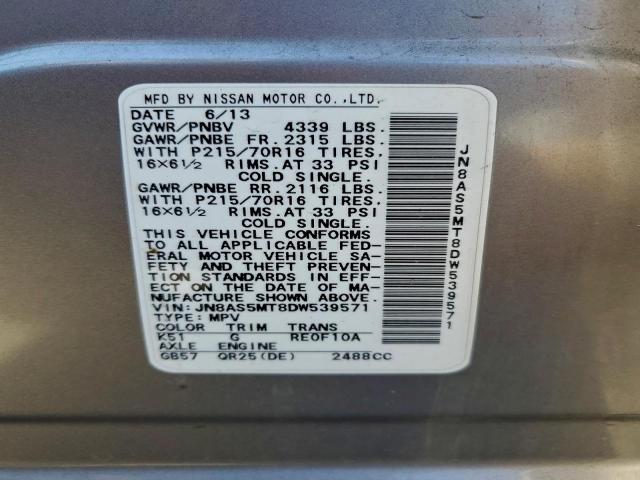 MFD BY NISSAN MOTOR CO.,LTD.
DATE 6/13
GVWR/PNBV 4339 LBS.
GAWR/PNBE FR. 2315 LBS.
WITH P215/70R16 TIRES.
16×6½ RIMS.AT 33 PSI
COLD SINGLE.
GAWR/PNBE RR. 2116 LBS.
WITH P215/70R16 TIRES.
16×6½ RIMS.AT 33 PSI
COLD SINGLE.
THIS VEHICLE CONFORMS
TO ALL APPLICABLE FED-
ERAL MOTOR VEHICLE SA-
FETY AND THEFT PREVEN-
TION STANDARDS IN EFF-
ECT ON THE DATE OF MA-
NUFACTURE SHOWN ABOVE.
VIN: JN8AS5MT8DW539571
TYPE: MPV
COLOR TRIM TRANS
K51 G RE0F10A
AXLE ENGINE
GB57 QR25(DE) 2488CC
JN8AS5MT8DW539571